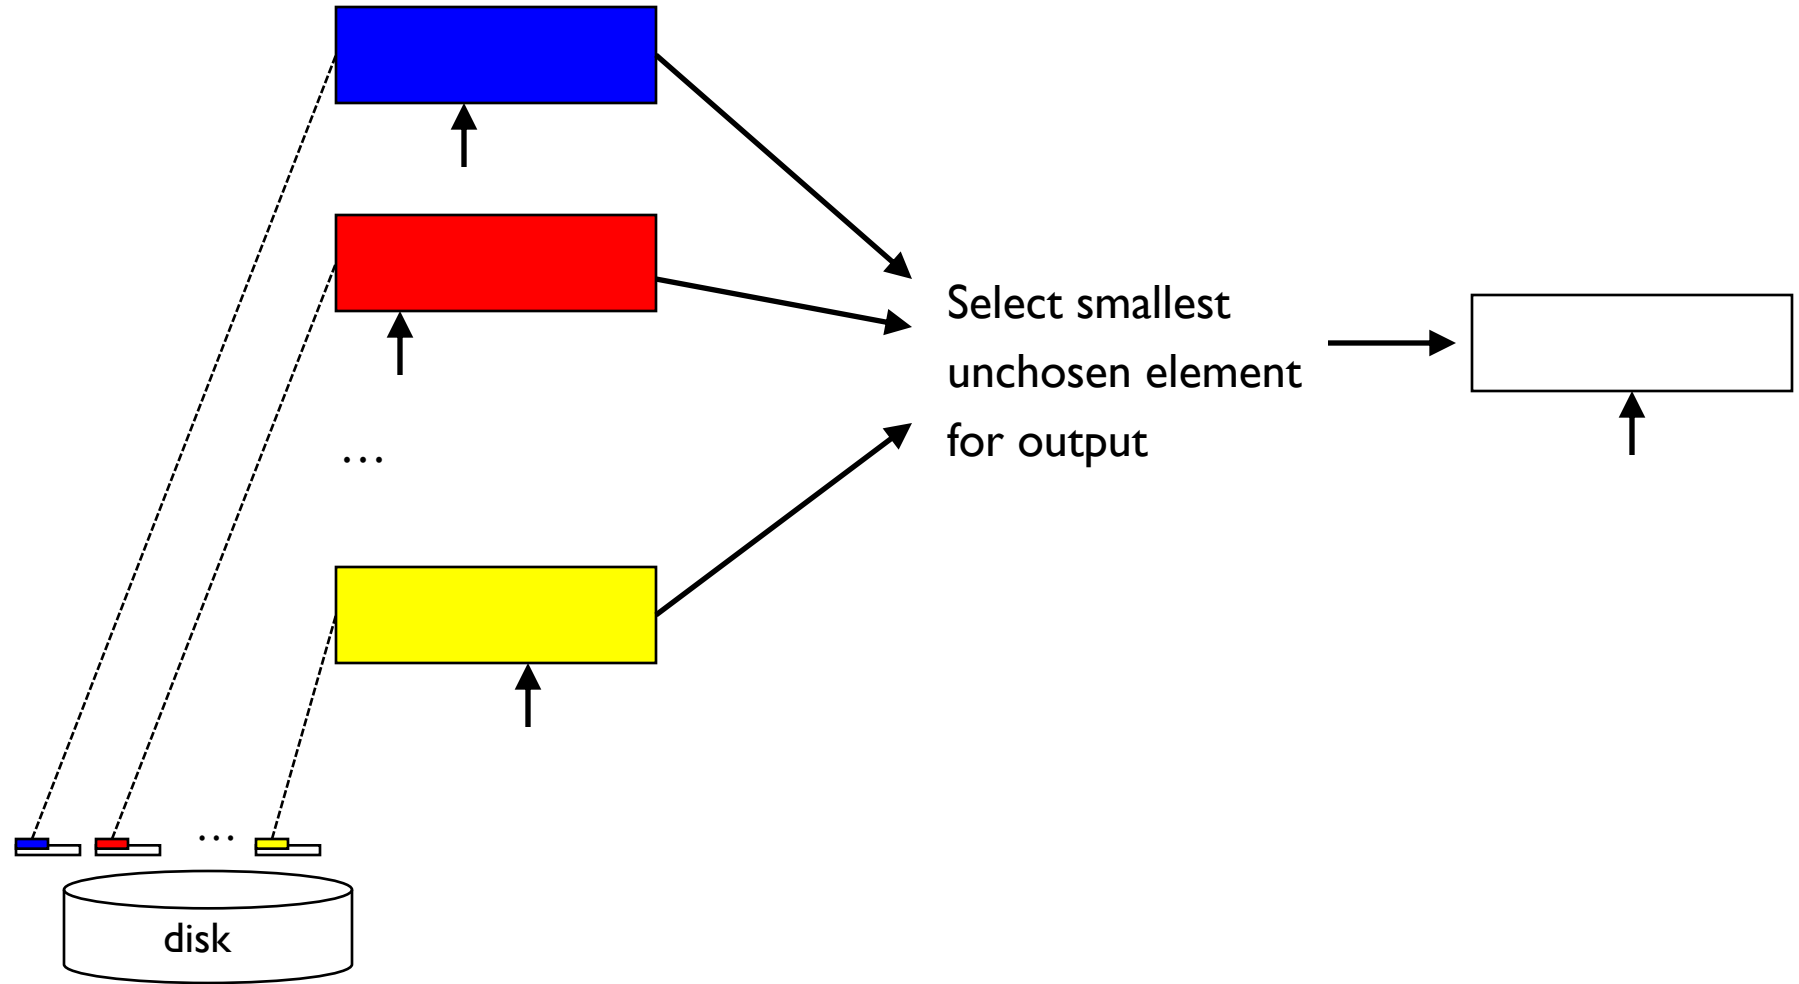 Select smallest
unchosen element
for output
…
…
disk